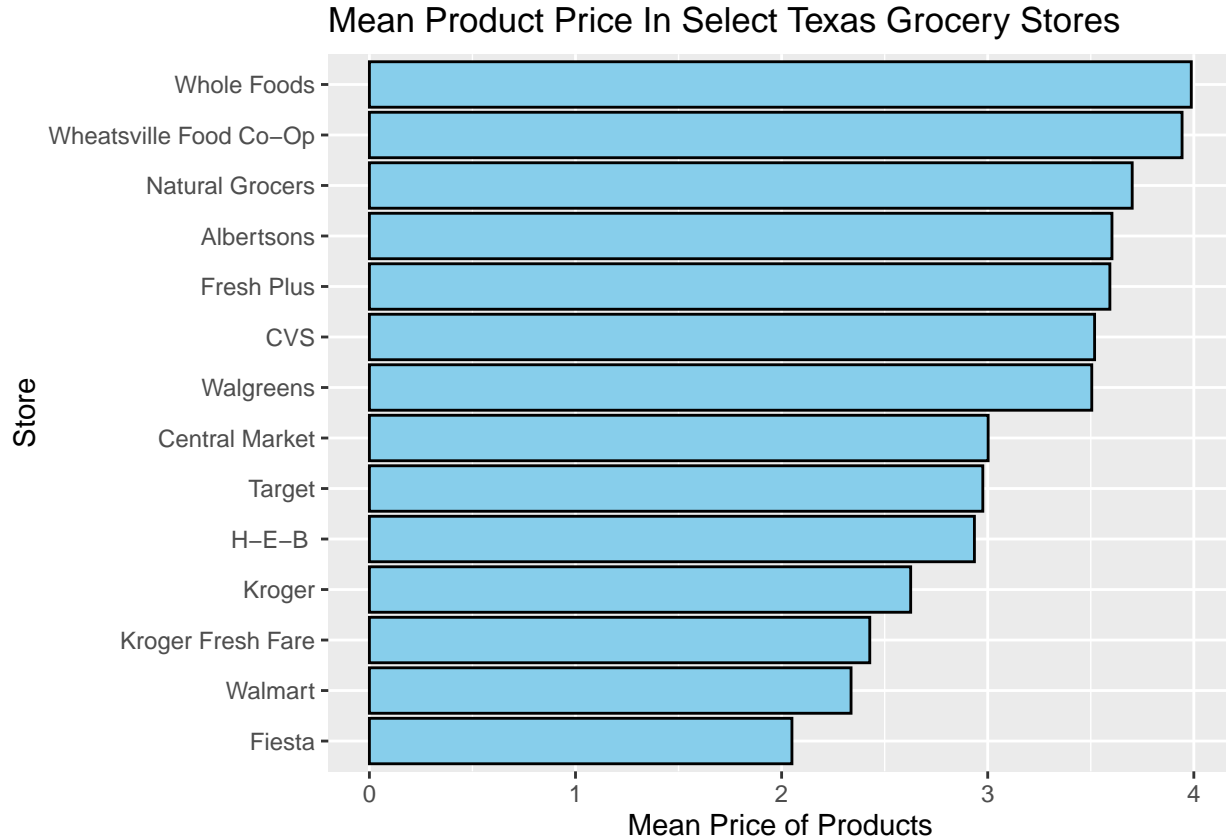 Mean Product Price In Select Texas Grocery Stores
Whole Foods
Wheatsville Food Co−Op
Natural Grocers
Albertsons
Fresh Plus
CVS
Walgreens
Central Market
Target
H−E−B
Kroger
Kroger Fresh Fare
Walmart
Fiesta
Store
0 1 2 3 4
Mean Price of Products